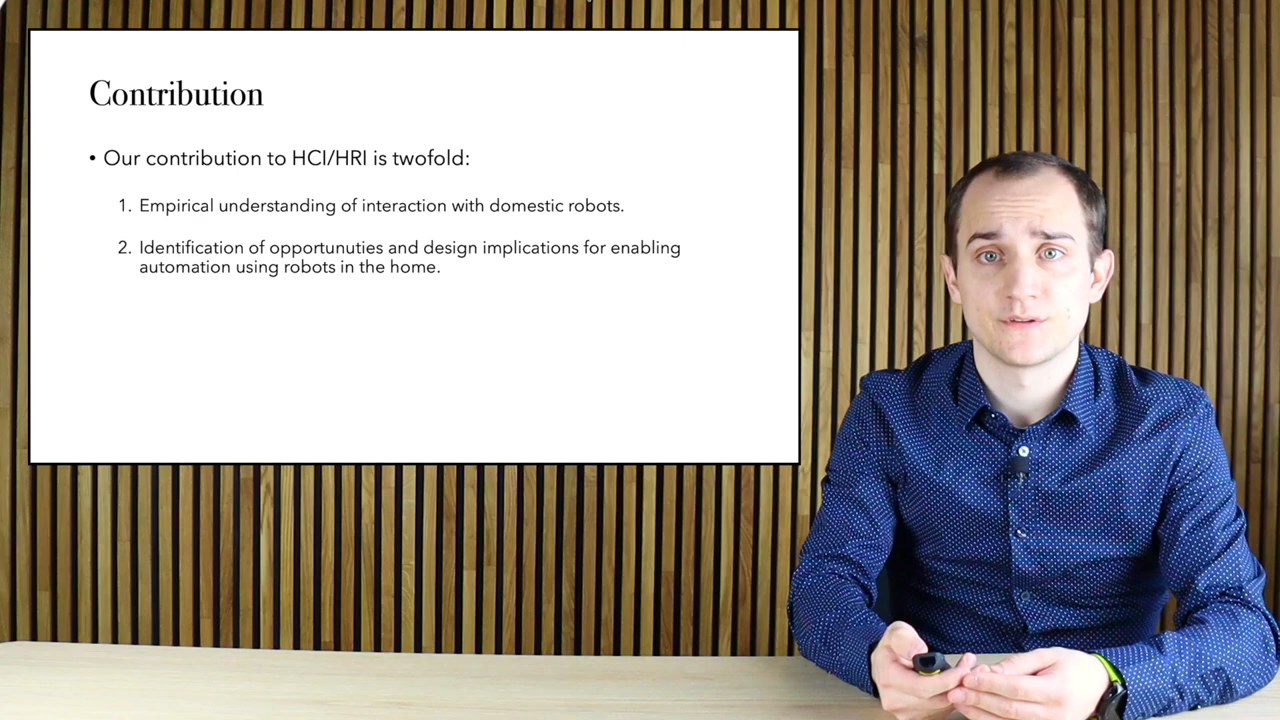 Contribution
• Our contribution to HCI/HRI is twofold:
1. Empirical understanding of interaction with domestic robots.
2. Identification of opportunuties and design implications for enabling
automation using robots in the home.